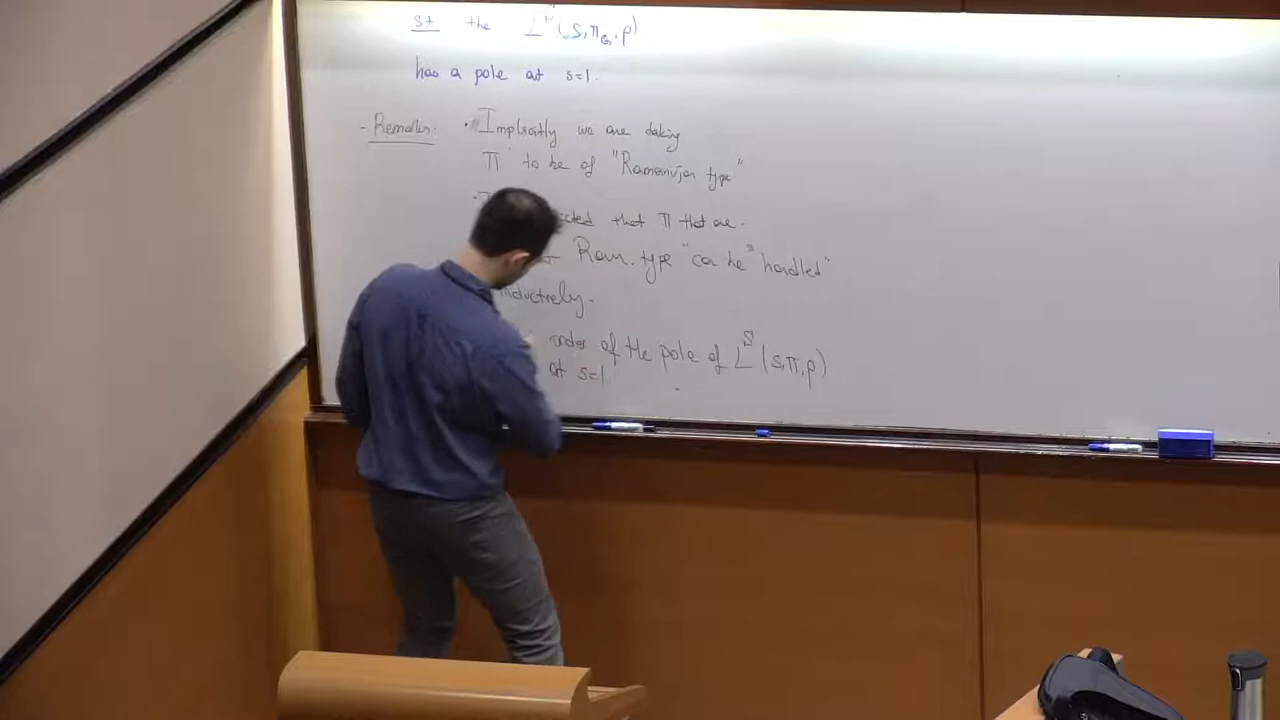 st the L^S(s, π_G, ρ)
has a pole at s=1.
- Remarks: • Implicitly we are taking
π to be of "Ramanujan type"
that π that are
Ram. type "can be" "handled"
inductively.
order of the pole of L^S(s, π, ρ)
at s=1